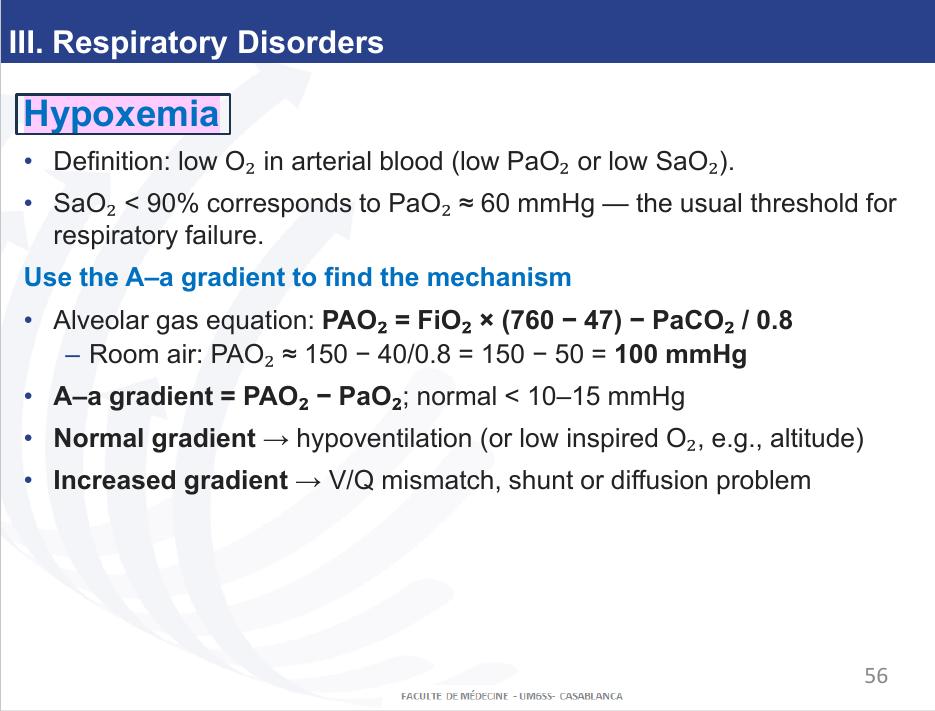 III. Respiratory Disorders
Hypoxemia
• Definition: low O₂ in arterial blood (low PaO₂ or low SaO₂).
• SaO₂ < 90% corresponds to PaO₂ ≈ 60 mmHg — the usual threshold for
respiratory failure.
Use the A–a gradient to find the mechanism
• Alveolar gas equation: PAO₂ = FiO₂ × (760 − 47) − PaCO₂ / 0.8
– Room air: PAO₂ ≈ 150 − 40/0.8 = 150 − 50 = 100 mmHg
• A–a gradient = PAO₂ − PaO₂; normal < 10–15 mmHg
• Normal gradient → hypoventilation (or low inspired O₂, e.g., altitude)
• Increased gradient → V/Q mismatch, shunt or diffusion problem
56
FACULTE DE MÉDECINE - UM6SS- CASABLANCA